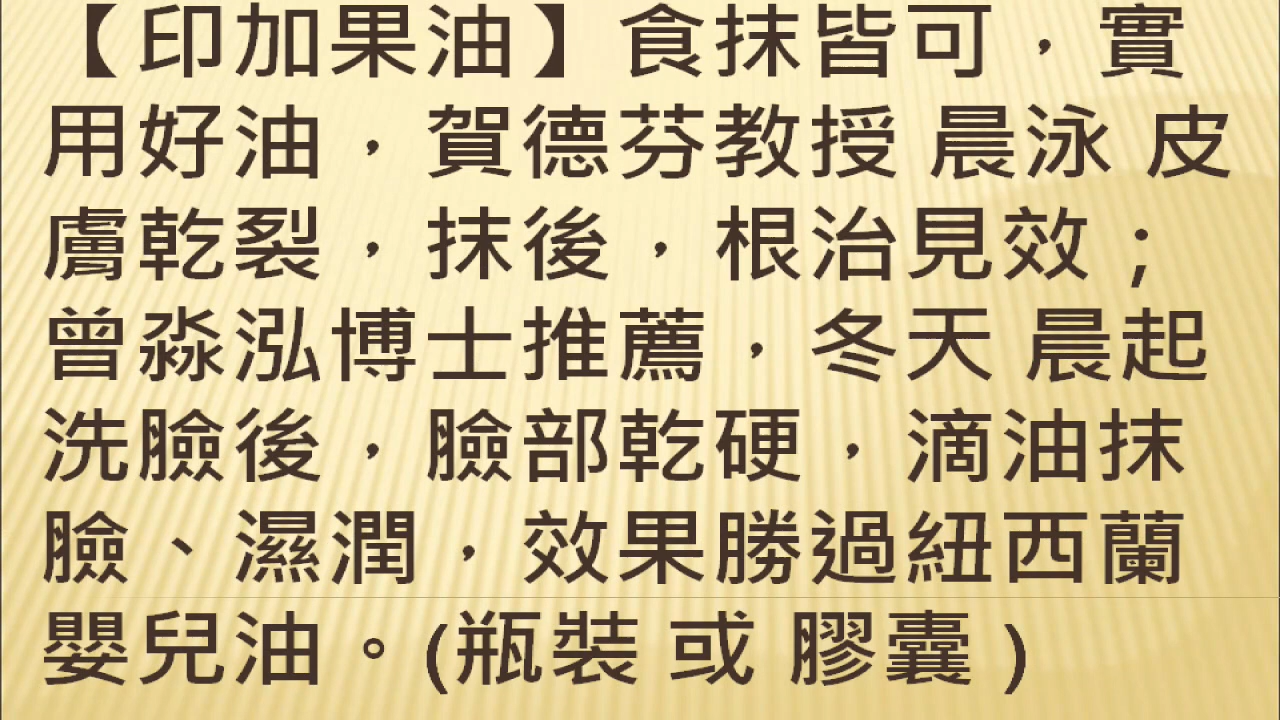 【印加果油】食抹皆可，實
用好油，賀德芬教授 晨泳 皮
膚乾裂，抹後，根治見效；
曾淼泓博士推薦，冬天 晨起
洗臉後，臉部乾硬，滴油抹
臉、濕潤，效果勝過紐西蘭
嬰兒油。(瓶裝 或 膠囊 )